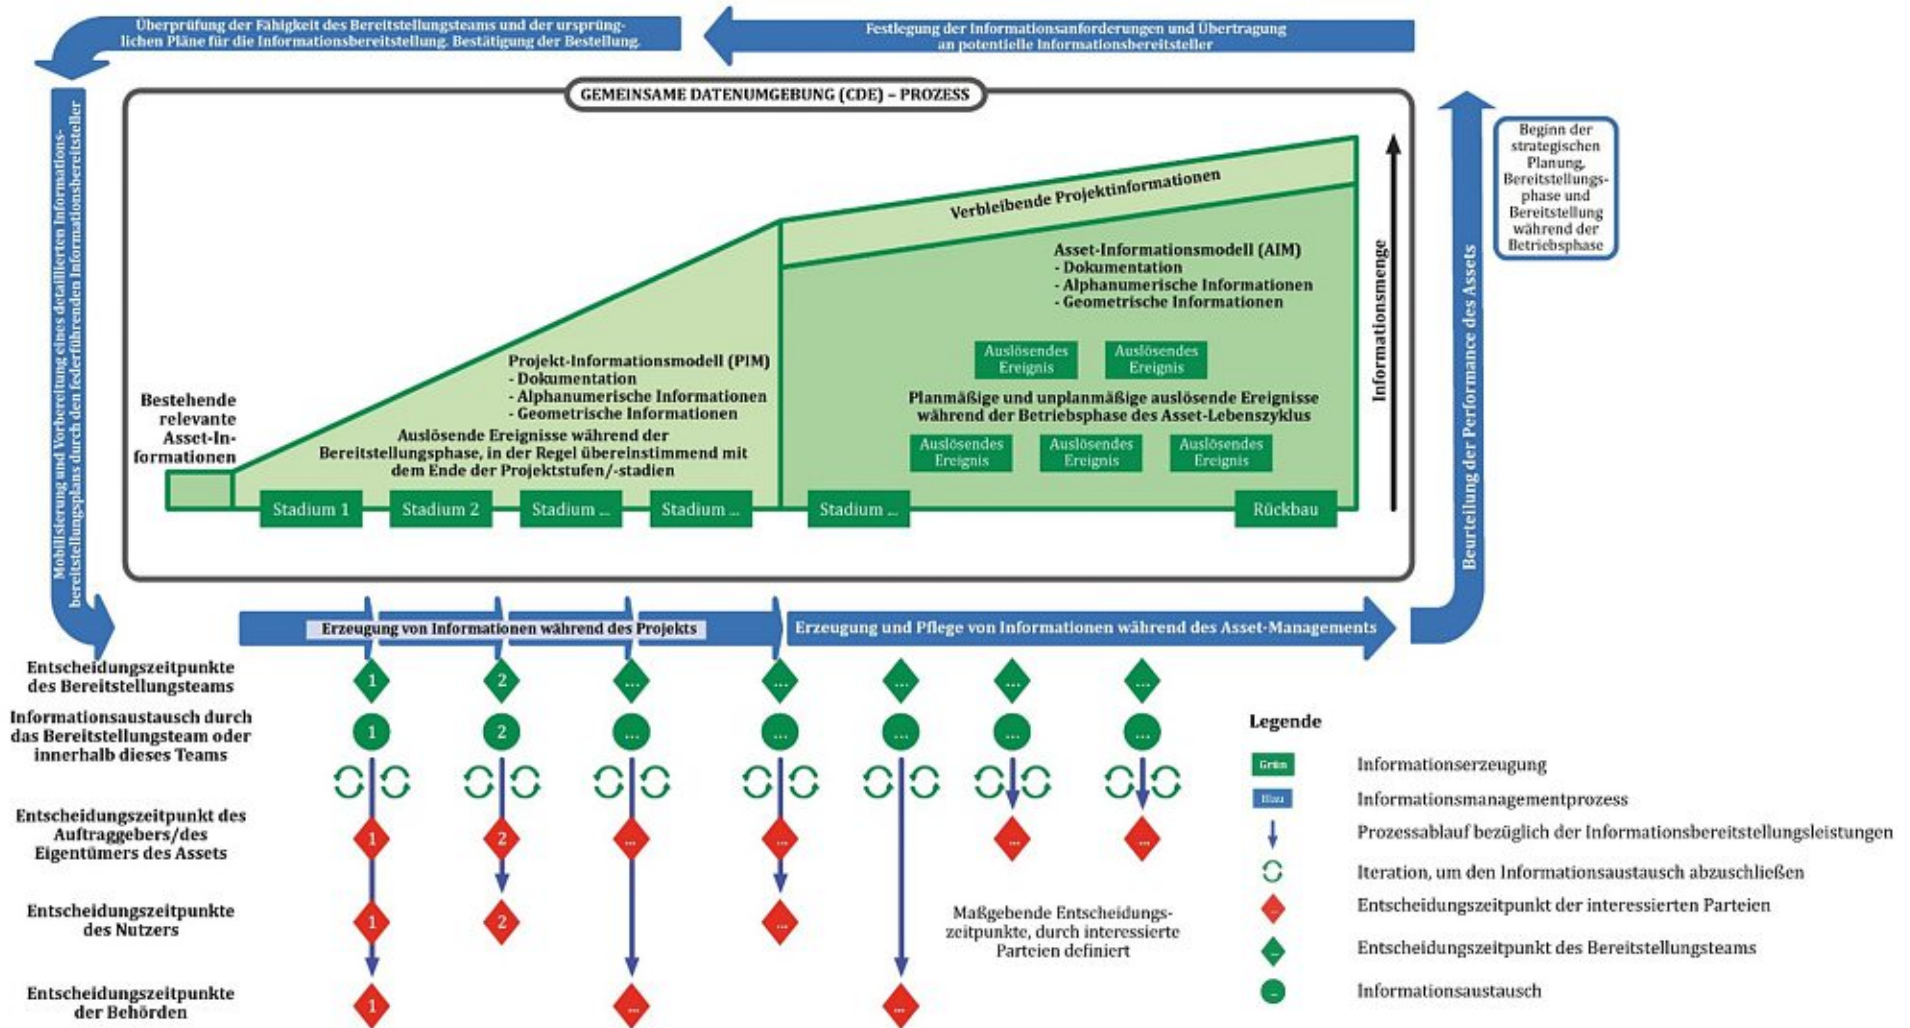 Überprüfung der Fähigkeit des Bereitstellungsteams und der ursprüng-
lichen Pläne für die Informationsbereitstellung. Bestätigung der Bestellung.
Festlegung der Informationsanforderungen und Übertragung
an potentielle Informationsbereitsteller
Mobilisierung und Vorbereitung eines detaillierten Informations-
bereitstellungsplans durch den federführenden Informationsbereitsteller
GEMEINSAME DATENUMGEBUNG (CDE) – PROZESS
Beginn der
strategischen
Planung,
Bereitstellungs-
phase und
Bereitstellung
während der
Betriebsphase
Beurteilung der Performance des Assets
Informationsmenge
Verbleibende Projektinformationen
Asset-Informationsmodell (AIM)
- Dokumentation
- Alphanumerische Informationen
- Geometrische Informationen
Projekt-Informationsmodell (PIM)
- Dokumentation
- Alphanumerische Informationen
- Geometrische Informationen
Auslösende Ereignisse während der
Bereitstellungsphase, in der Regel übereinstimmend mit
dem Ende der Projektstufen/-stadien
Bestehende
relevante
Asset-In-
formationen
Auslösendes
Ereignis
Auslösendes
Ereignis
Planmäßige und unplanmäßige auslösende Ereignisse
während der Betriebsphase des Asset-Lebenszyklus
Auslösendes
Ereignis
Auslösendes
Ereignis
Auslösendes
Ereignis
Stadium 1
Stadium 2
Stadium ...
Stadium ...
Stadium ...
Rückbau
Erzeugung von Informationen während des Projekts
Erzeugung und Pflege von Informationen während des Asset-Managements
Entscheidungszeitpunkte
des Bereitstellungsteams
1 2 ... ... ... ... ...
Informationsaustausch durch
das Bereitstellungsteam oder
innerhalb dieses Teams
1 2 ... ... ... ... ...
Entscheidungszeitpunkt des
Auftraggebers/des
Eigentümers des Assets
1 2 ... ... ... ...
Entscheidungszeitpunkte
des Nutzers
1 2 ...
Entscheidungszeitpunkte
der Behörden
1 ... ...
Maßgebende Entscheidungs-
zeitpunkte, durch interessierte
Parteien definiert
Legende
Grün
Informationserzeugung
Blau
Informationsmanagementprozess
Prozessablauf bezüglich der Informationsbereitstellungsleistungen
Iteration, um den Informationsaustausch abzuschließen
...
Entscheidungszeitpunkt der interessierten Parteien
...
Entscheidungszeitpunkt des Bereitstellungsteams
...
Informationsaustausch